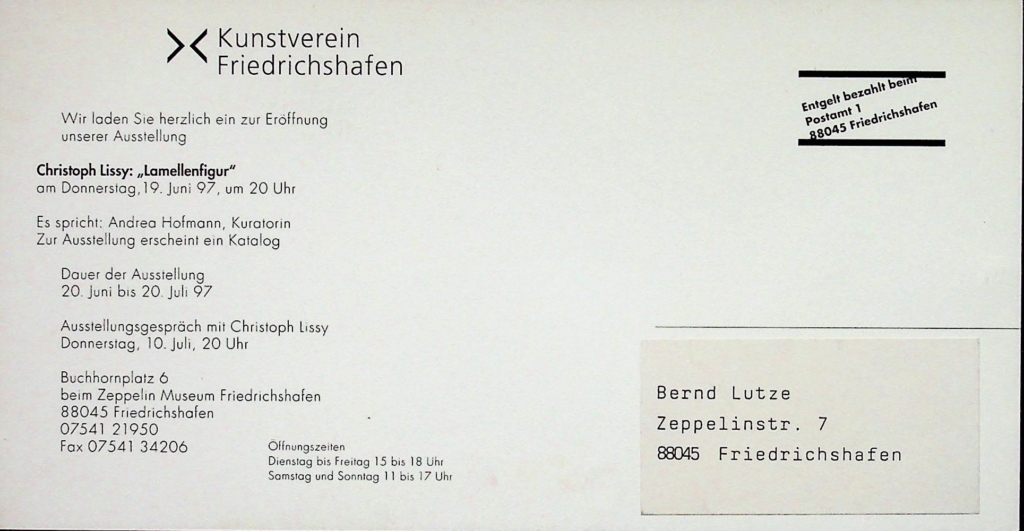 Kunstverein
Friedrichshafen
Wir laden Sie herzlich ein zur Eröffnung
unserer Ausstellung
Christoph Lissy: „Lamellenfigur“
am Donnerstag, 19. Juni 97, um 20 Uhr
Es spricht: Andrea Hofmann, Kuratorin
Zur Ausstellung erscheint ein Katalog
Dauer der Ausstellung
20. Juni bis 20. Juli 97
Ausstellungsgespräch mit Christoph Lissy
Donnerstag, 10. Juli, 20 Uhr
Buchhornplatz 6
beim Zeppelin Museum Friedrichshafen
88045 Friedrichshafen
07541 21950
Fax 07541 34206
Öffnungszeiten
Dienstag bis Freitag 15 bis 18 Uhr
Samstag und Sonntag 11 bis 17 Uhr
Entgelt bezahlt beim
Postamt 1
88045 Friedrichshafen
Bernd Lutze
Zeppelinstr. 7
88045 Friedrichshafen